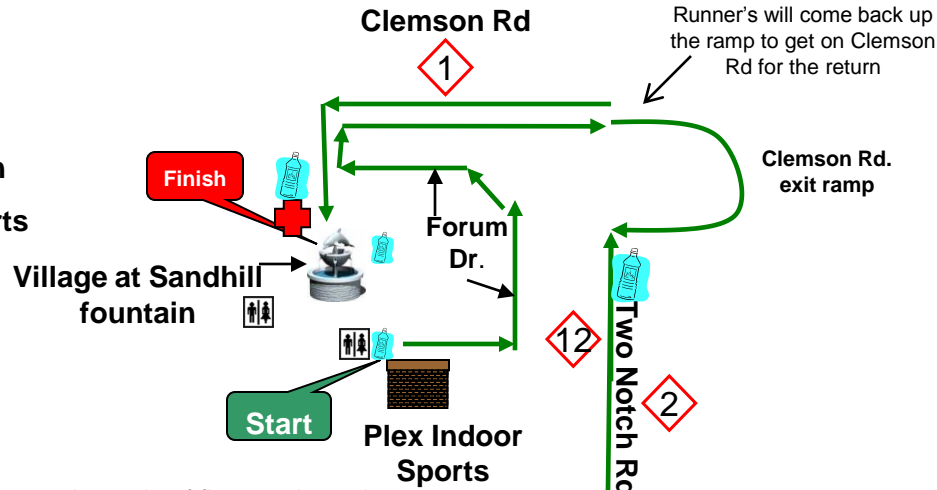 Clemson Rd
1
Runner's will come back up
the ramp to get on Clemson
Rd for the return
Clemson Rd.
exit ramp
Finish
Forum
Dr.
Village at Sandhill
fountain
12
Two Notch Rd
2
Start
Plex Indoor
Sports